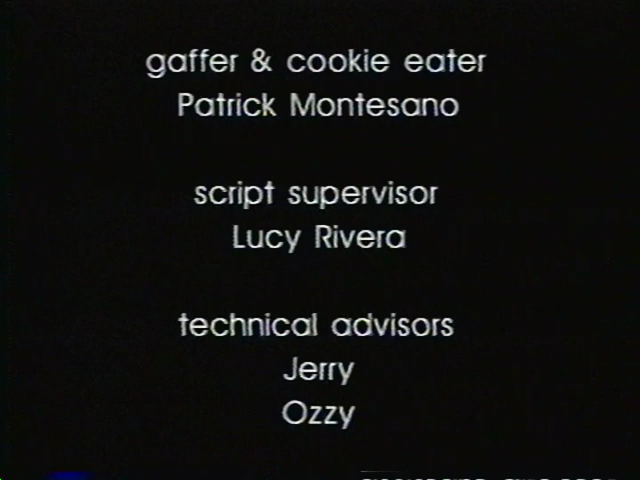 gaffer & cookie eater
Patrick Montesano
script supervisor
Lucy Rivera
technical advisors
Jerry
Ozzy